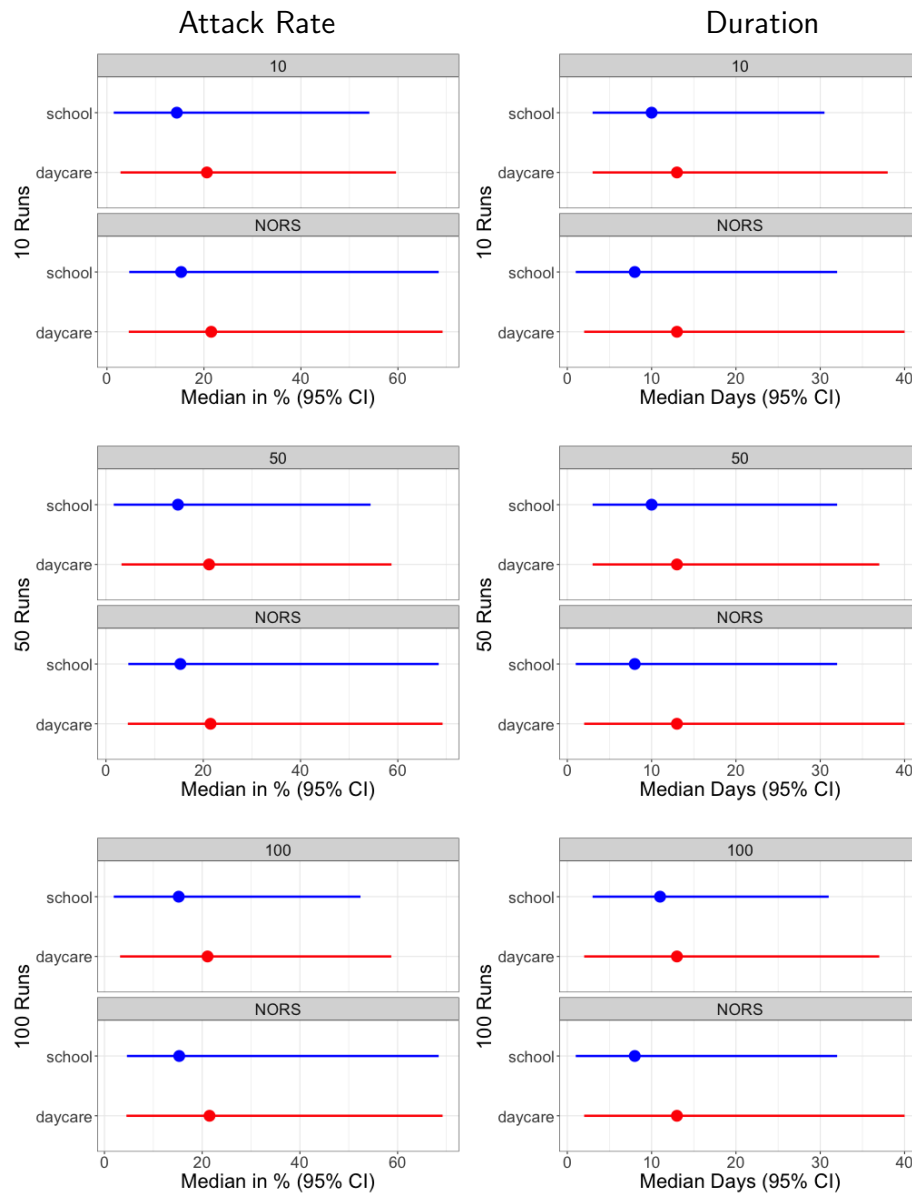 Attack Rate
Duration
10 Runs
10
school
daycare
NORS
school
daycare
0 20 40 60
Median in % (95% CI)
10 Runs
10
school
daycare
NORS
school
daycare
0 10 20 30 40
Median Days (95% CI)
50 Runs
50
school
daycare
NORS
school
daycare
0 20 40 60
Median in % (95% CI)
50 Runs
50
school
daycare
NORS
school
daycare
0 10 20 30 40
Median Days (95% CI)
100 Runs
100
school
daycare
NORS
school
daycare
0 20 40 60
Median in % (95% CI)
100 Runs
100
school
daycare
NORS
school
daycare
0 10 20 30 40
Median Days (95% CI)